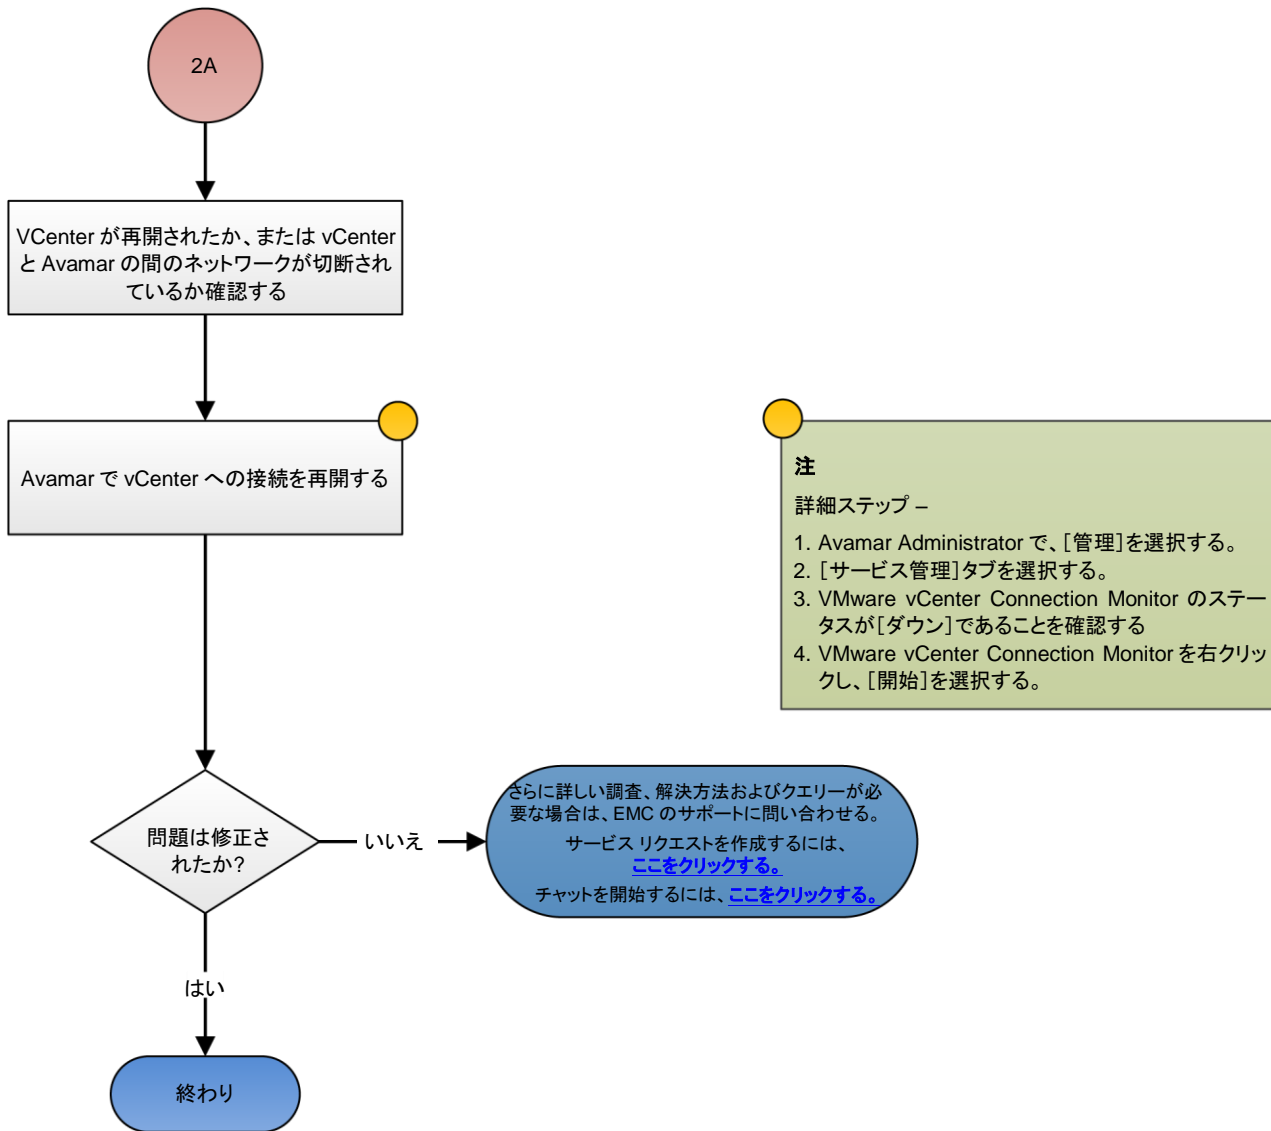 2A
VCenter が再開されたか、または vCenter
と Avamar の間のネットワークが切断され
ているか確認する
Avamar で vCenter への接続を再開する
注
詳細ステップ –
1. Avamar Administrator で、[管理]を選択する。
2. [サービス管理]タブを選択する。
3. VMware vCenter Connection Monitor のステー
タスが[ダウン]であることを確認する
4. VMware vCenter Connection Monitor を右クリッ
クし、[開始]を選択する。
問題は修正さ
れたか?
いいえ
さらに詳しい調査、解決方法およびクエリーが必
要な場合は、EMC のサポートに問い合わせる。
サービス リクエストを作成するには、
ここをクリックする。
チャットを開始するには、ここをクリックする。
はい
終わり